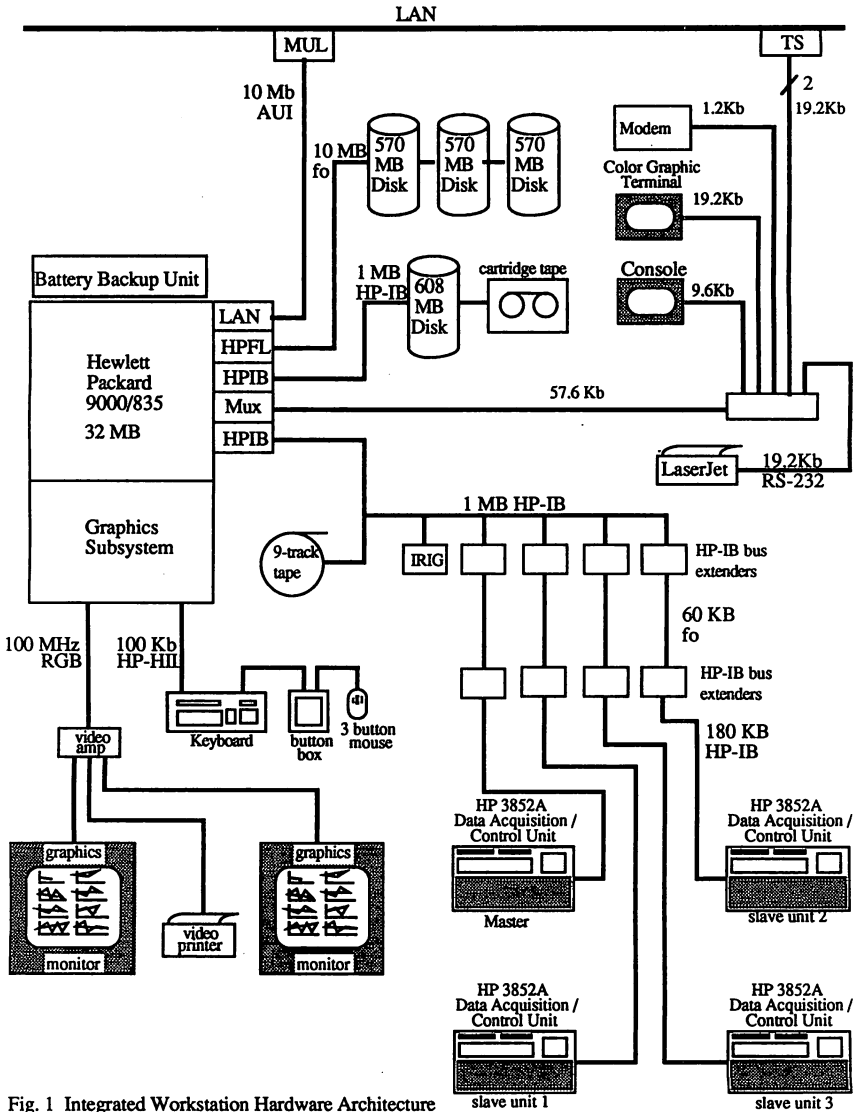 LAN
MUL
TS
10 Mb
AUI
2
19.2Kb
1.2Kb
Modem
570
MB
Disk
570
MB
Disk
570
MB
Disk
10 MB
fo
Color Graphic
Terminal
19.2Kb
Battery Backup Unit
1 MB
HP-IB
608
MB
Disk
cartridge tape
Console
9.6Kb
Hewlett
Packard
9000/835
32 MB
LAN
HPFL
HPIB
Mux
HPIB
57.6 Kb
LaserJet
19.2Kb
RS-232
Graphics
Subsystem
1 MB HP-IB
9-track
tape
IRIG
HP-IB bus
extenders
60 KB
fo
HP-IB bus
extenders
180 KB
HP-IB
100 MHz
RGB
100 Kb
HP-HIL
Keyboard
button
box
3 button
mouse
video
amp
graphics
monitor
video
printer
graphics
monitor
HP 3852A
Data Acquisition /
Control Unit
Master
HP 3852A
Data Acquisition /
Control Unit
slave unit 2
HP 3852A
Data Acquisition /
Control Unit
slave unit 1
HP 3852A
Data Acquisition /
Control Unit
slave unit 3
Fig. 1 Integrated Workstation Hardware Architecture